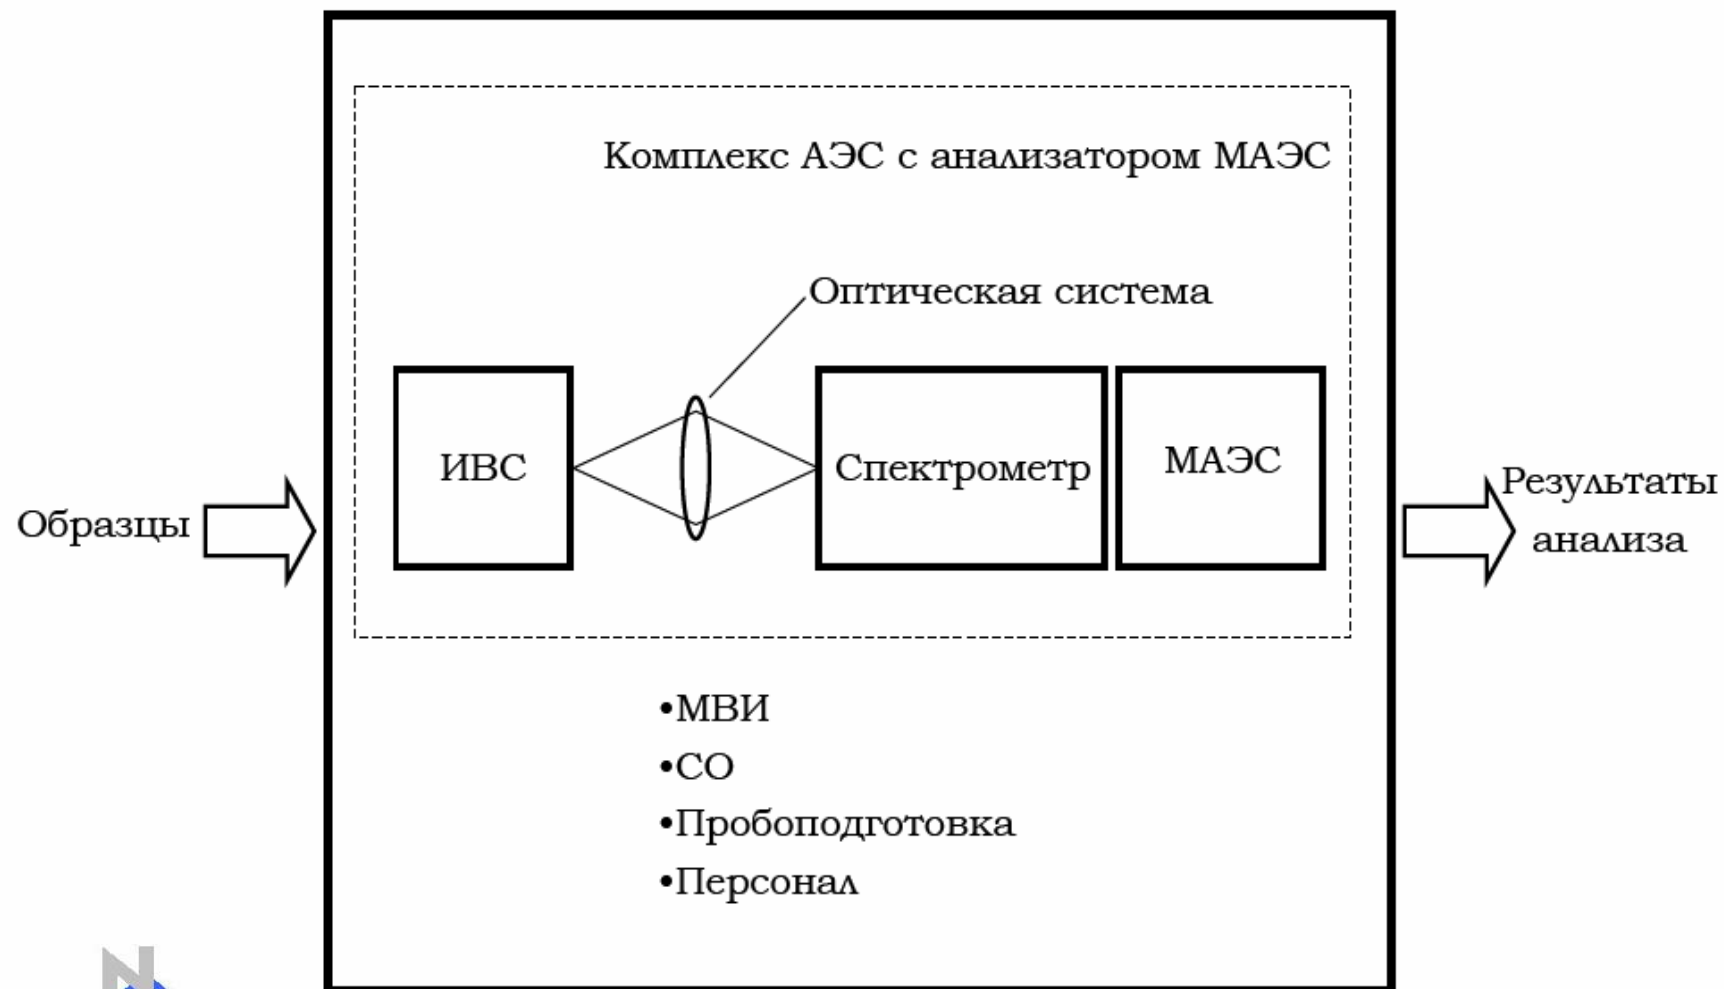 Комплекс АЭС с анализатором МАЭС
Оптическая система
ИВС
Спектрометр
МАЭС
Образцы
Результаты
анализа
•МВИ
•СО
•Пробоподготовка
•Персонал